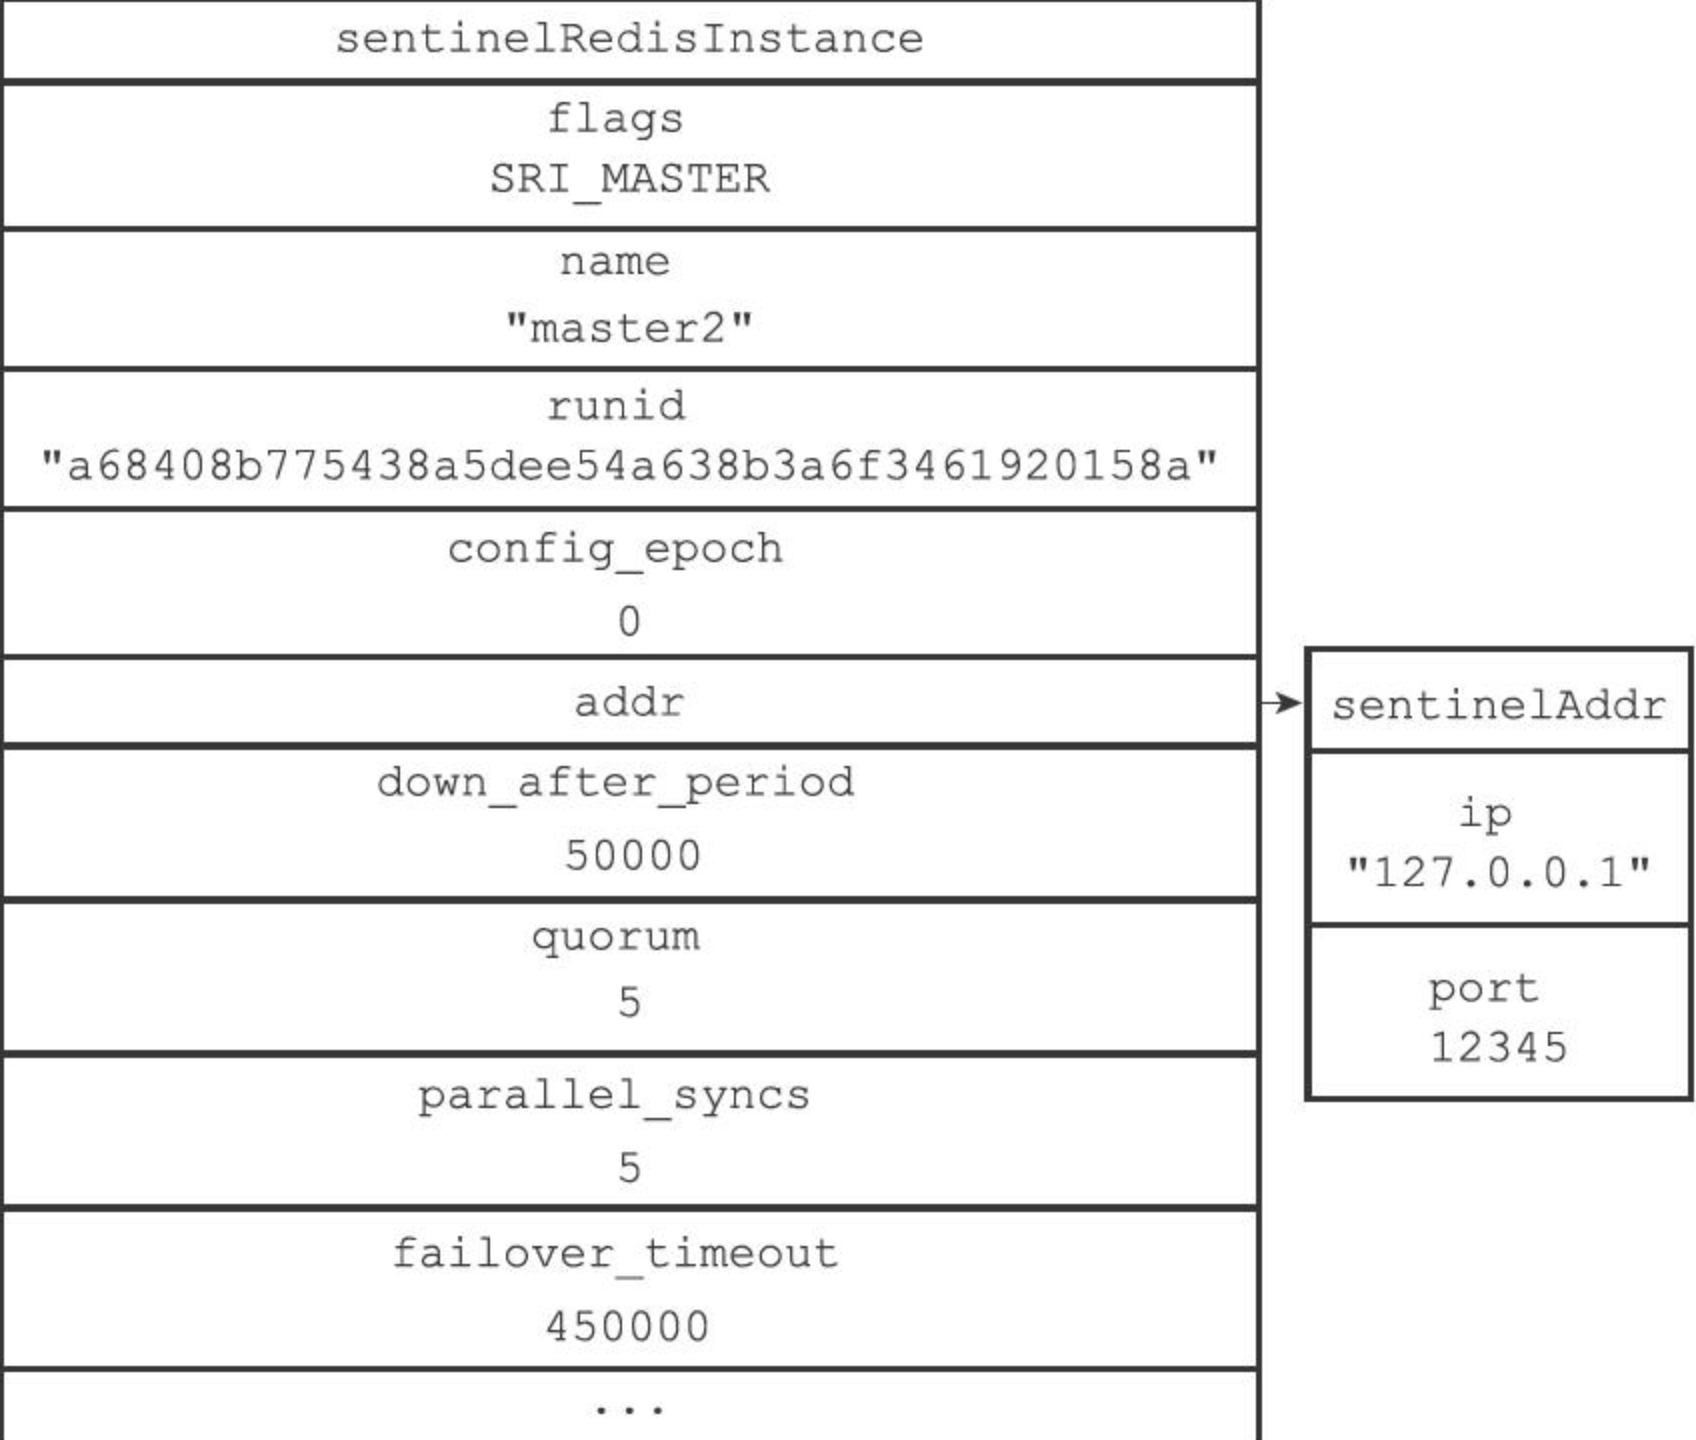 sentinelRedisInstance
flags
SRI_MASTER
name
"master2"
runid
"a68408b775438a5dee54a638b3a6f3461920158a"
config_epoch
0
addr
down_after_period
50000
quorum
5
parallel_syncs
5
failover_timeout
450000
...
sentinelAddr
ip
"127.0.0.1"
port
12345